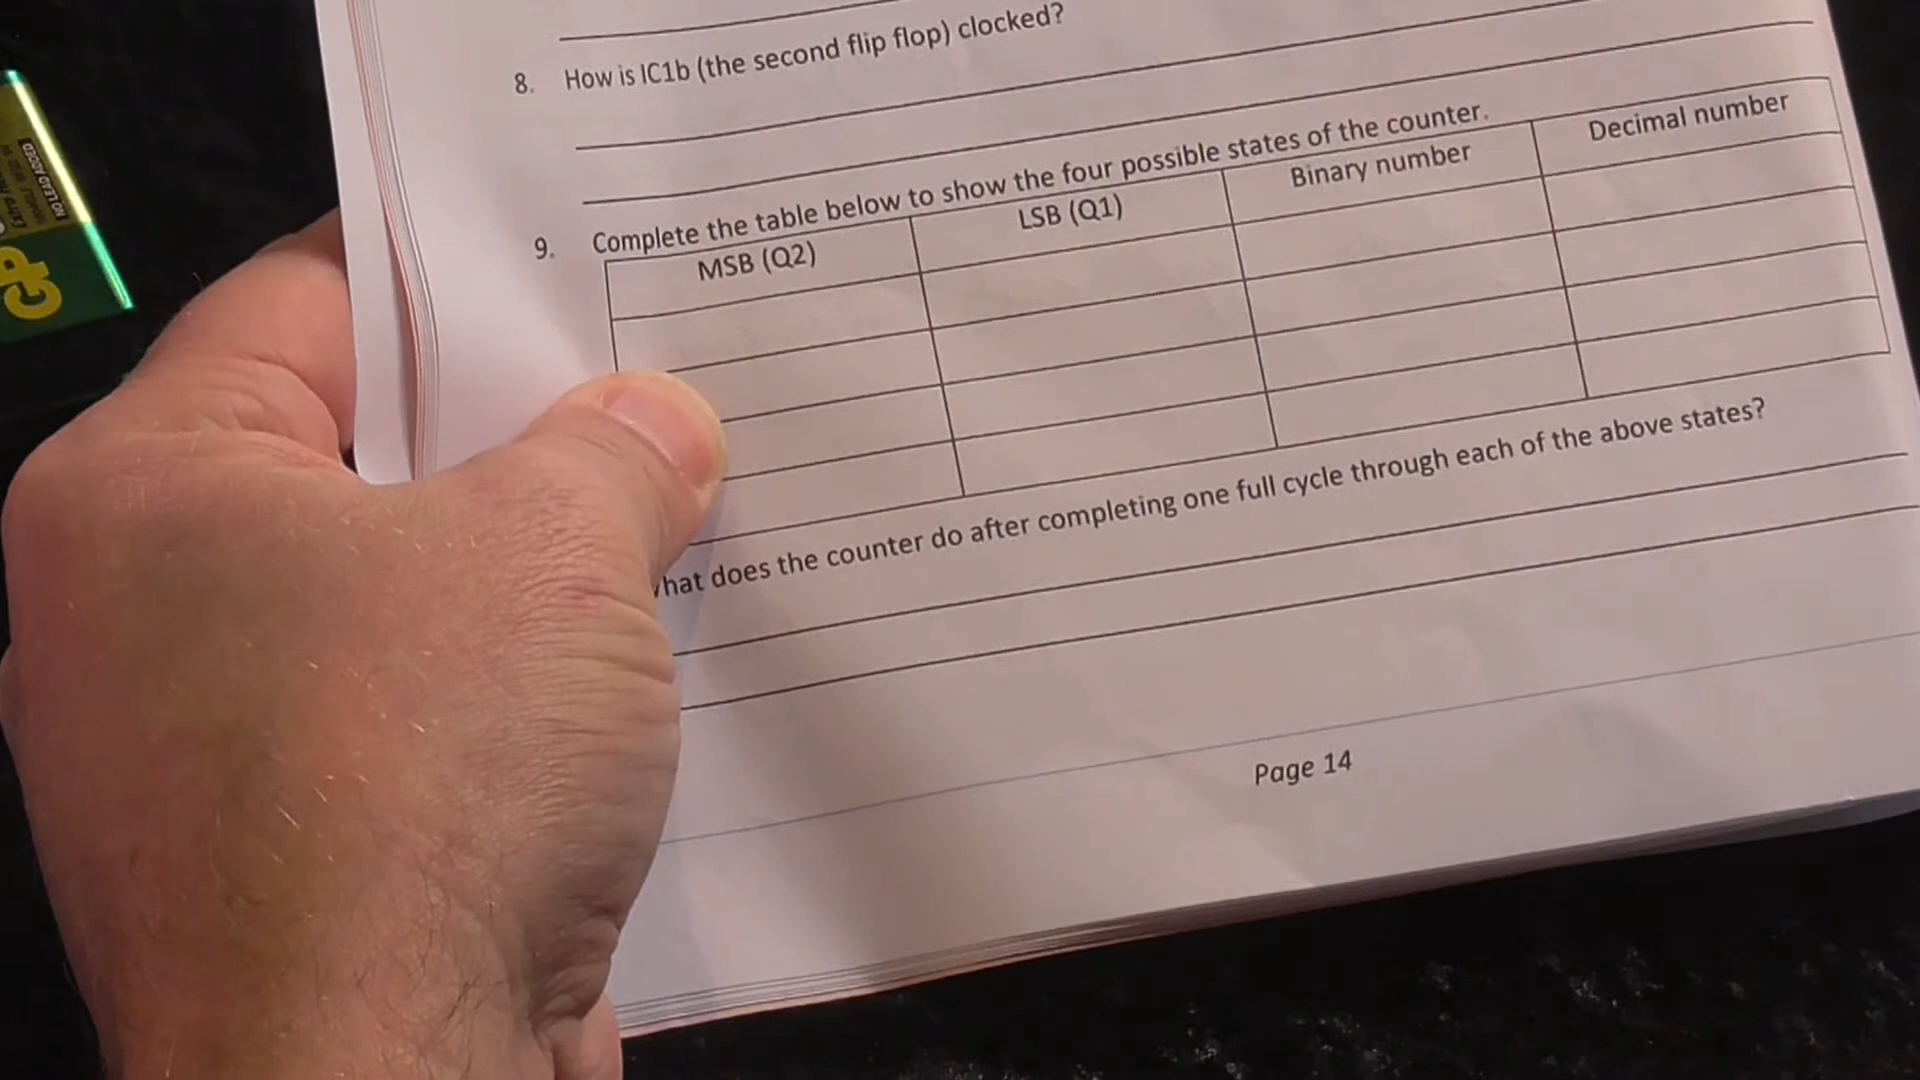 8. How is IC1b (the second flip flop) clocked?
9. Complete the table below to show the four possible states of the counter.
MSB (Q2) LSB (Q1) Binary number Decimal number
hat does the counter do after completing one full cycle through each of the above states?
Page 14
GP
NO LEAD ADDED